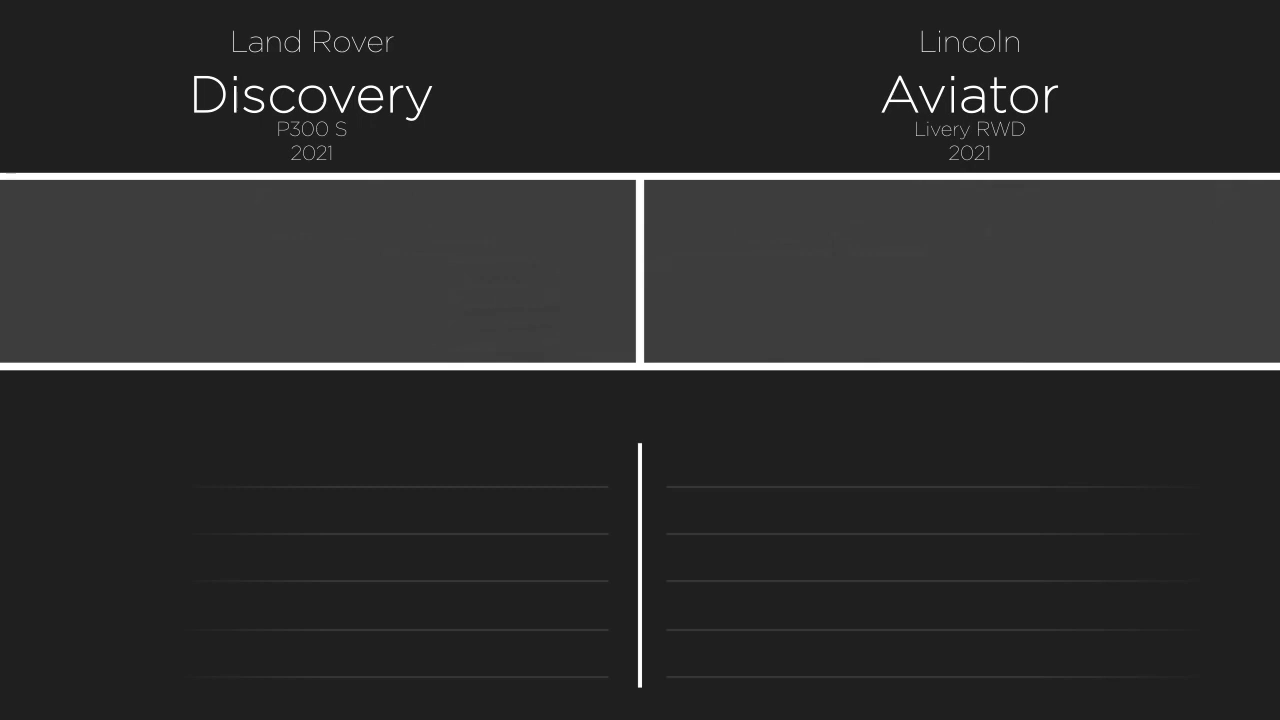 Land Rover
Discovery
P300 S
2021
Lincoln
Aviator
Livery RWD
2021